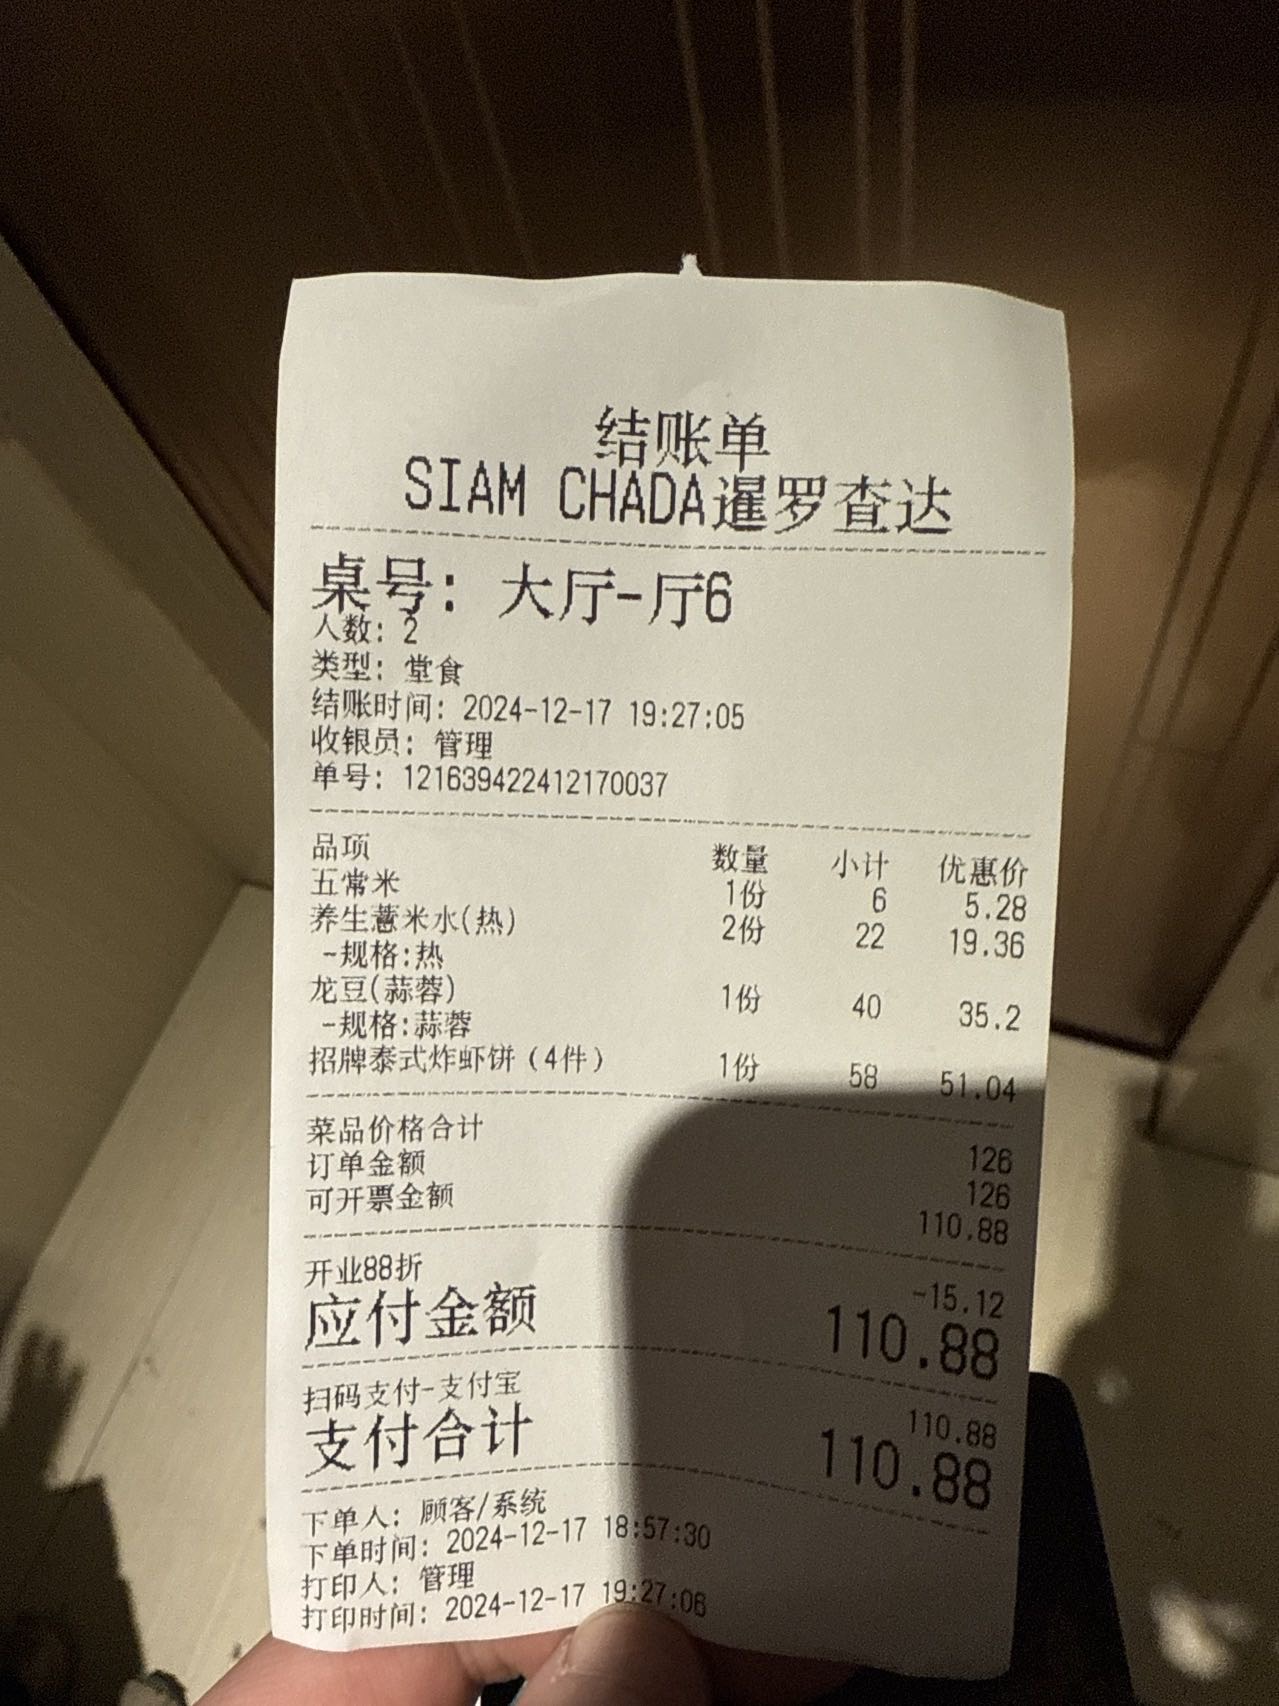 结账单
SIAM CHADA暹罗查达
桌号: 大厅-厅6
人数: 2
类型: 堂食
结账时间: 2024-12-17 19:27:05
收银员: 管理
单号: 121639422412170037
品项 数量 小计 优惠价
五常米 1份 6 5.28
养生薏米水(热) 2份 22 19.36
-规格:热
龙豆(蒜蓉) 1份 40 35.2
-规格:蒜蓉
招牌泰式炸虾饼（4件） 1份 58 51.04
菜品价格合计 126
订单金额 126
可开票金额 110.88
开业88折 -15.12
应付金额 110.88
扫码支付-支付宝 110.88
支付合计 110.88
下单人: 顾客/系统
下单时间: 2024-12-17 18:57:30
打印人: 管理
打印时间: 2024-12-17 19:27:06